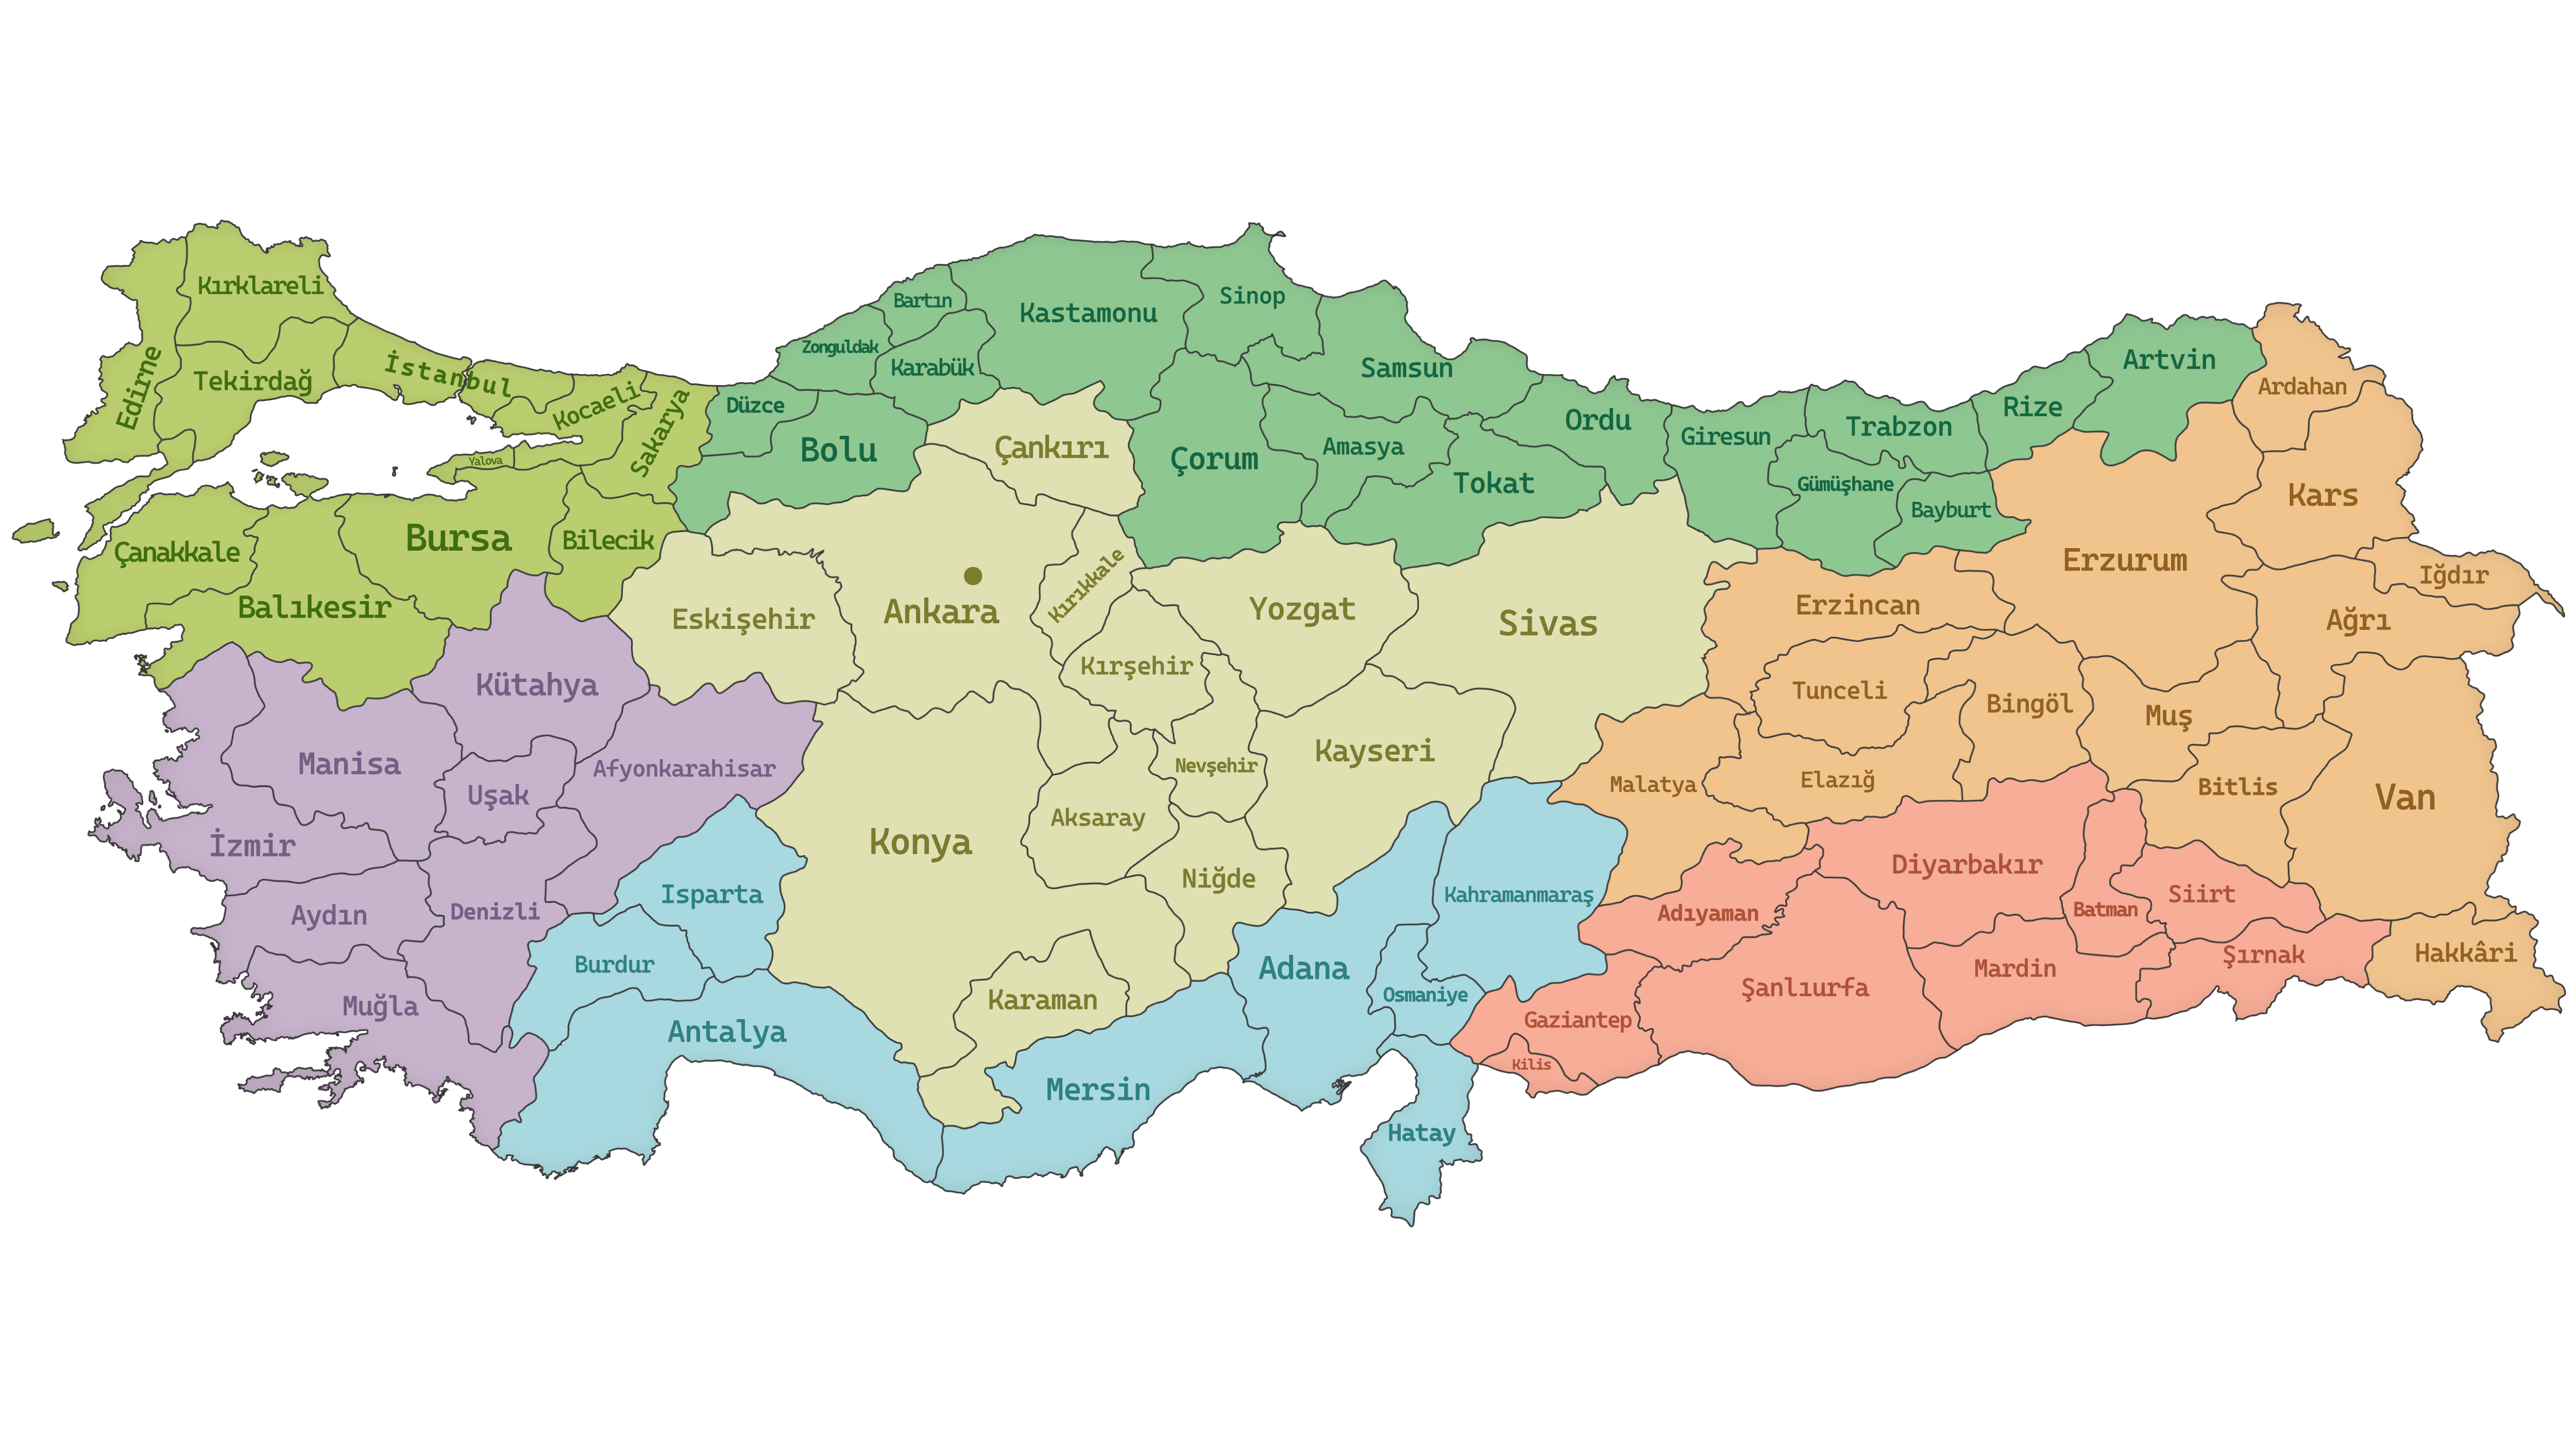 Kırklareli
Edirne
Tekirdağ
İstanbul
Kocaeli
Sakarya
Yalova
Çanakkale
Bursa
Bilecik
Balıkesir
Bartın
Kastamonu
Sinop
Zonguldak
Karabük
Samsun
Düzce
Bolu
Çorum
Amasya
Tokat
Ordu
Giresun
Trabzon
Rize
Artvin
Gümüşhane
Bayburt
Çankırı
Ankara
Kırıkkale
Eskişehir
Yozgat
Sivas
Kırşehir
Nevşehir
Kayseri
Aksaray
Konya
Niğde
Karaman
Ardahan
Kars
Iğdır
Erzurum
Ağrı
Erzincan
Tunceli
Bingöl
Muş
Malatya
Elazığ
Bitlis
Van
Hakkâri
Kütahya
Manisa
Uşak
Afyonkarahisar
İzmir
Aydın
Denizli
Muğla
Isparta
Burdur
Antalya
Mersin
Adana
Kahramanmaraş
Osmaniye
Hatay
Diyarbakır
Adıyaman
Batman
Siirt
Şırnak
Mardin
Şanlıurfa
Gaziantep
Kilis